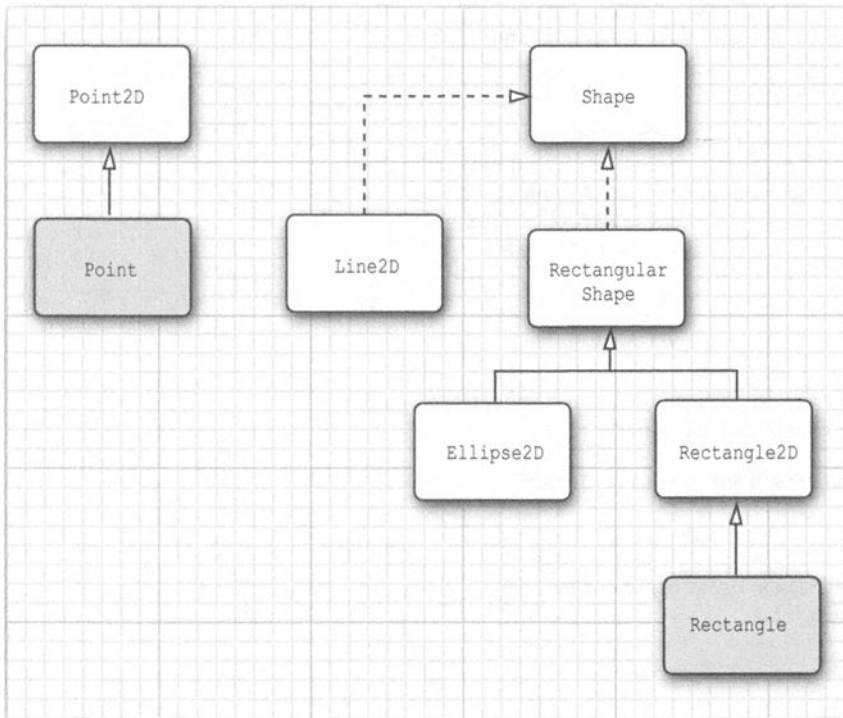 Point2D
Shape
Point
Line2D
Rectangular
Shape
Ellipse2D
Rectangle2D
Rectangle